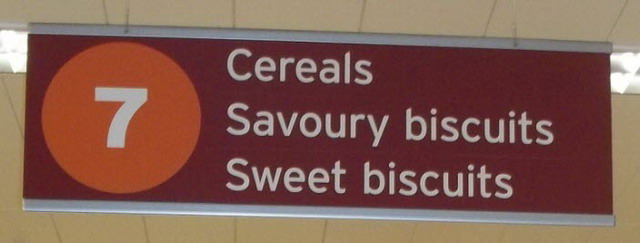 7
Cereals
Savoury biscuits
Sweet biscuits